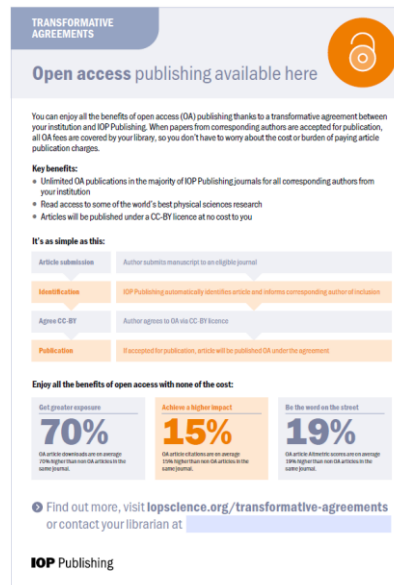 TRANSFORMATIVE
AGREEMENTS
Open access publishing available here
You can enjoy all the benefits of open access (OA) publishing thanks to a transformative agreement between
your institution and IOP Publishing. When papers from corresponding authors are accepted for publication,
all OA fees are covered by your library, so you don't have to worry about the cost or burden of paying article
publication charges.
Key benefits:
• Unlimited OA publications in the majority of IOP Publishing journals for all corresponding authors from
your institution
• Read access to some of the world's best physical sciences research
• Articles will be published under a CC-BY licence at no cost to you
It's as simple as this:
Article submission Author submits manuscript to an eligible journal
Identification IOP Publishing automatically identifies article and informs corresponding author of inclusion
Agree CC-BY Author agrees to OA via CC-BY licence
Publication If accepted for publication, article will be published OA under the agreement
Enjoy all the benefits of open access with none of the cost:
Get greater exposure
70%
OA article downloads are on average
70% higher than non OA articles in the
same journal.
Achieve a higher impact
15%
OA article citations are on average
15% higher than non OA articles in the
same journal.
Be the word on the street
19%
OA article Altmetric scores are on average
19% higher than non OA articles in the
same journal.
Find out more, visit iopscience.org/transformative-agreements
or contact your librarian at
IOP Publishing